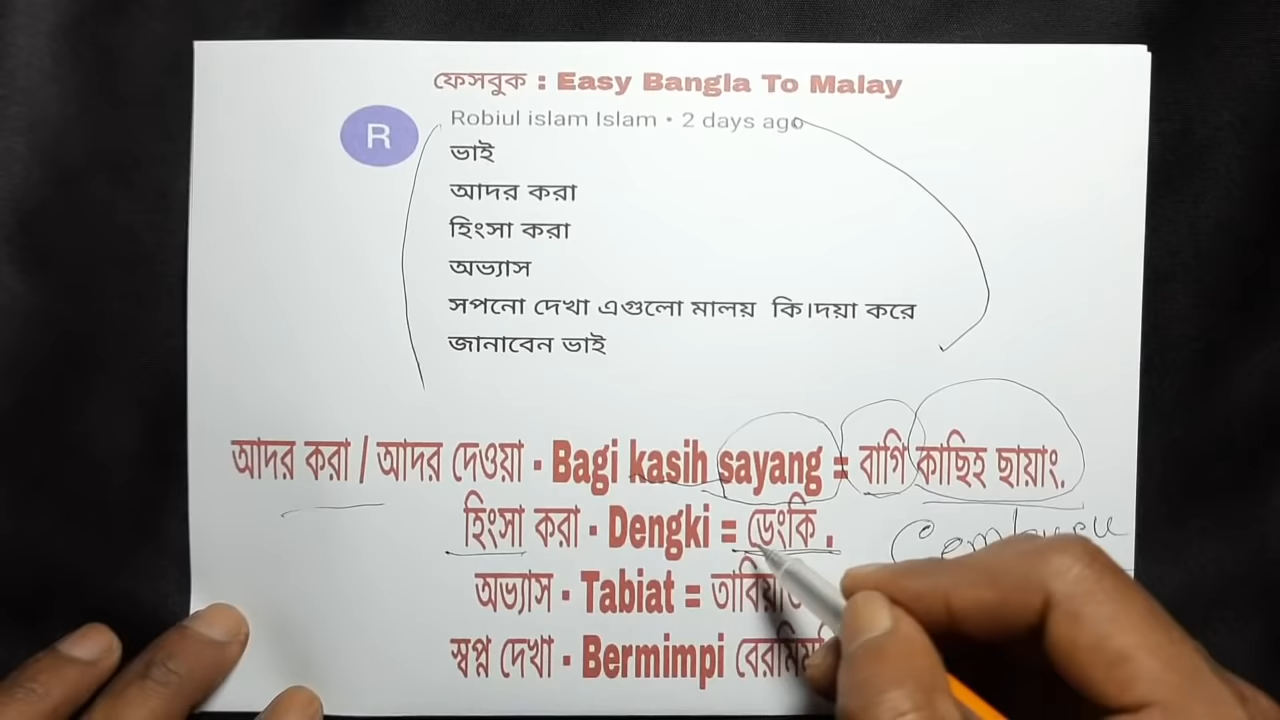 ফেসবুক : Easy Bangla To Malay
R
Robiul islam Islam • 2 days ago
ভাই
আদর করা
হিংসা করা
অভ্যাস
সপনো দেখা এগুলো মালয় কি।দয়া করে
জানাবেন ভাই
আদর করা / আদর দেওয়া - Bagi kasih sayang = বাগি কাছিহ ছায়াং.
হিংসা করা - Dengki = ডেংকি .
অভ্যাস - Tabiat =
স্বপ্ন দেখা - Bermimpi